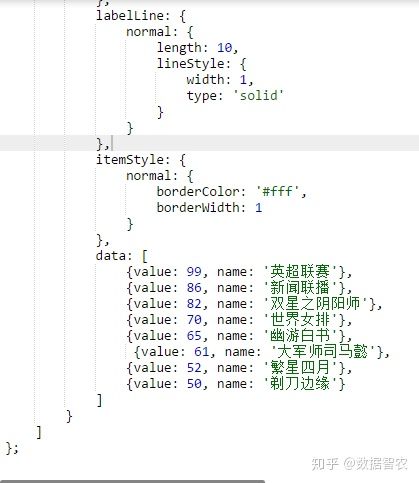 },
labelLine: {
normal: {
length: 10,
lineStyle: {
width: 1,
type: 'solid'
}
}
},
itemStyle: {
normal: {
borderColor: '#fff',
borderWidth: 1
}
},
data: [
{value: 99, name: '英超联赛'},
{value: 86, name: '新闻联播'},
{value: 82, name: '双星之阴阳师'},
{value: 70, name: '世界女排'},
{value: 65, name: '幽游白书'},
{value: 61, name: '大军师司马懿'},
{value: 52, name: '繁星四月'},
{value: 50, name: '剃刀边缘'}
]
}
]
};
知乎 @数据智农